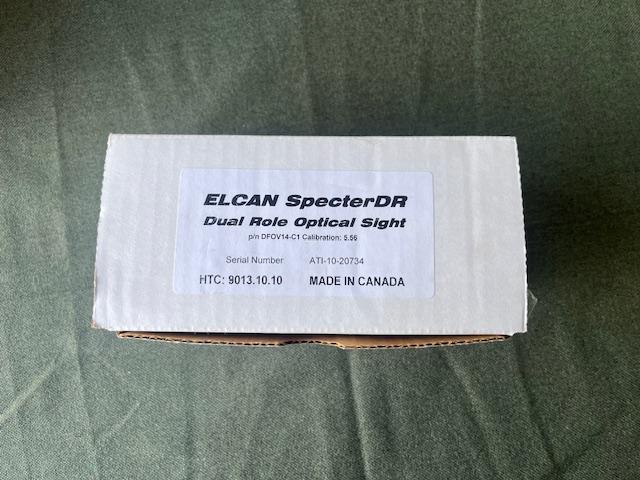 ELCAN SpecterDR
Dual Role Optical Sight
p/n DFOV14-C1 Calibration: 5.56
Serial Number ATI-10-20734
HTC: 9013.10.10 MADE IN CANADA